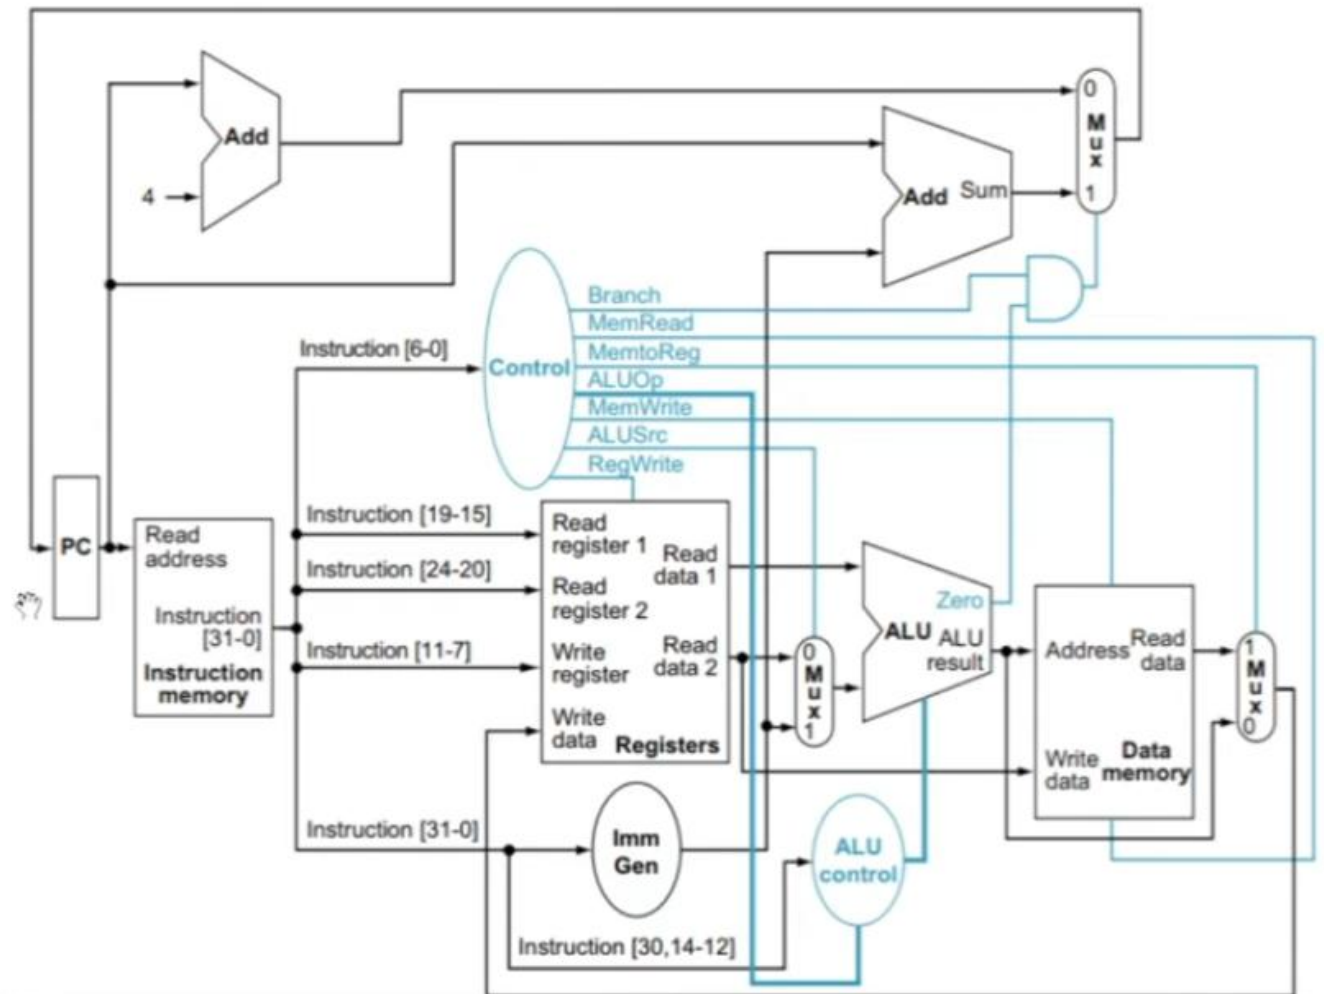 0
M
u
x
1
Add
4
Add Sum
Branch
MemRead
Instruction [6-0]
Control
MemtoReg
ALUOp
MemWrite
ALUSrc
RegWrite
PC
Read
address
Instruction
[31-0]
Instruction
memory
Instruction [19-15]
Instruction [24-20]
Instruction [11-7]
Read
register 1
Read
data 1
Read
register 2
Write
register
Read
data 2
Write
data
Registers
0
M
u
x
1
Zero
ALU
ALU
result
Address
Read
data
Write
data
Data
memory
1
M
u
x
0
Instruction [31-0]
Imm
Gen
ALU
control
Instruction [30,14-12]